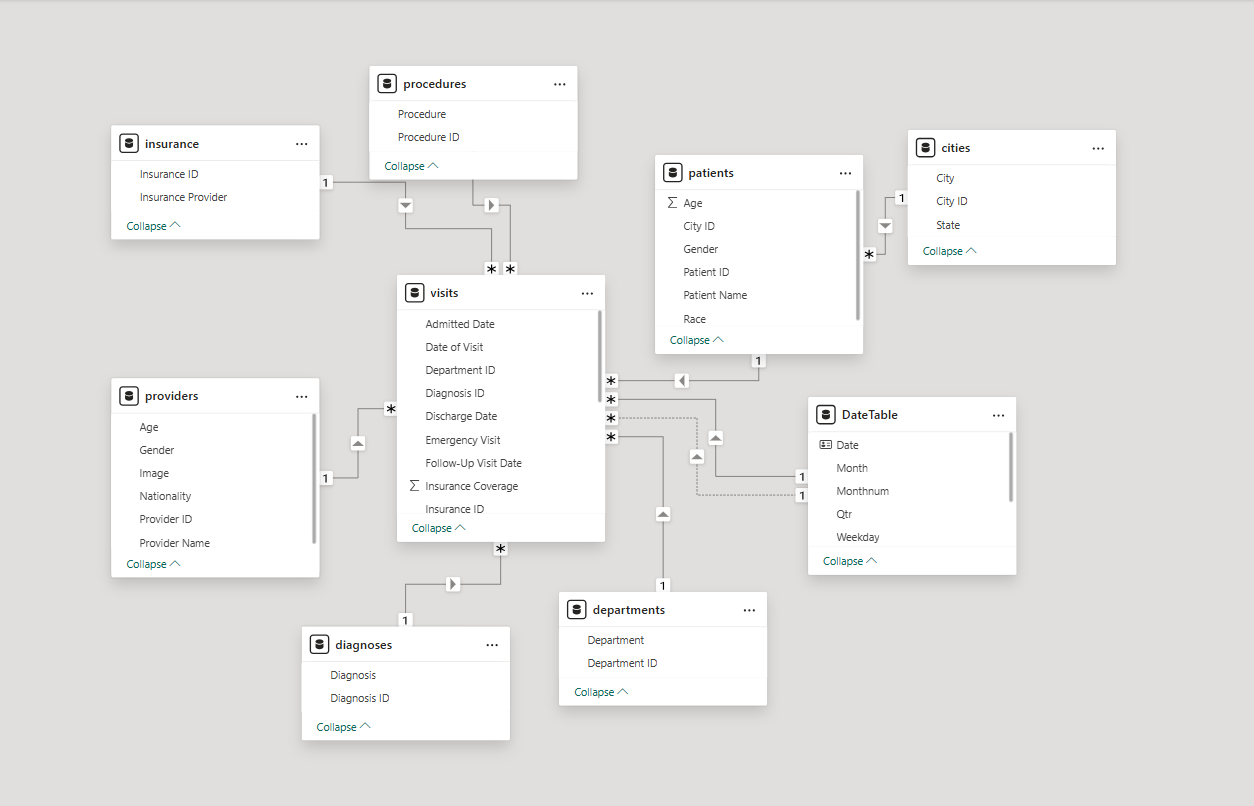 procedures
Procedure
Procedure ID
Collapse
insurance
Insurance ID
Insurance Provider
Collapse
1
patients
Age
City ID
Gender
Patient ID
Patient Name
Race
Collapse
1
cities
City
City ID
State
Collapse
1
*
* *
visits
Admitted Date
Date of Visit
Department ID
Diagnosis ID
Discharge Date
Emergency Visit
Follow-Up Visit Date
Σ Insurance Coverage
Insurance ID
Collapse
*
*
*
*
*
*
providers
Age
Gender
Image
Nationality
Provider ID
Provider Name
Collapse
1
DateTable
Date
Month
Monthnum
Qtr
Weekday
Collapse
1
1
diagnoses
Diagnosis
Diagnosis ID
Collapse
1
departments
Department
Department ID
Collapse
1